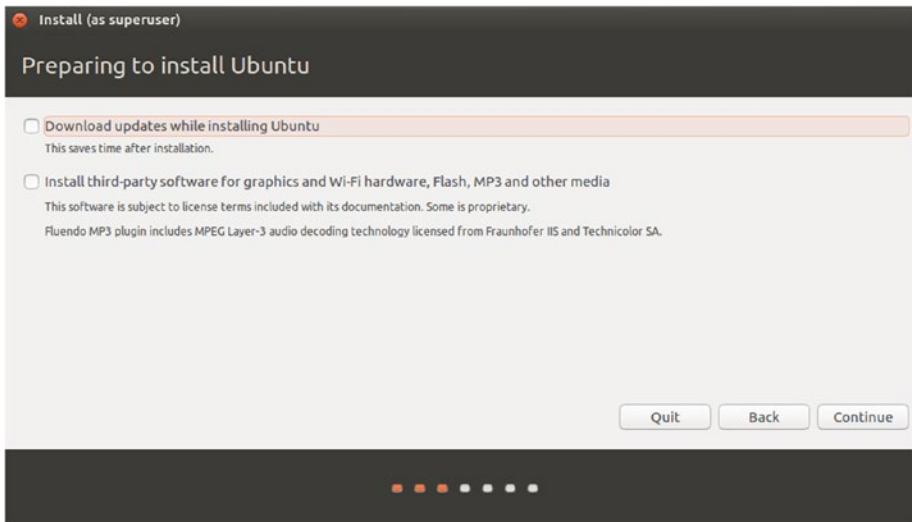 Install (as superuser)
Preparing to install Ubuntu
Download updates while installing Ubuntu
This saves time after installation.
Install third-party software for graphics and Wi-Fi hardware, Flash, MP3 and other media
This software is subject to license terms included with its documentation. Some is proprietary.
Fluendo MP3 plugin includes MPEG Layer-3 audio decoding technology licensed from Fraunhofer IIS and Technicolor SA.
Quit Back Continue